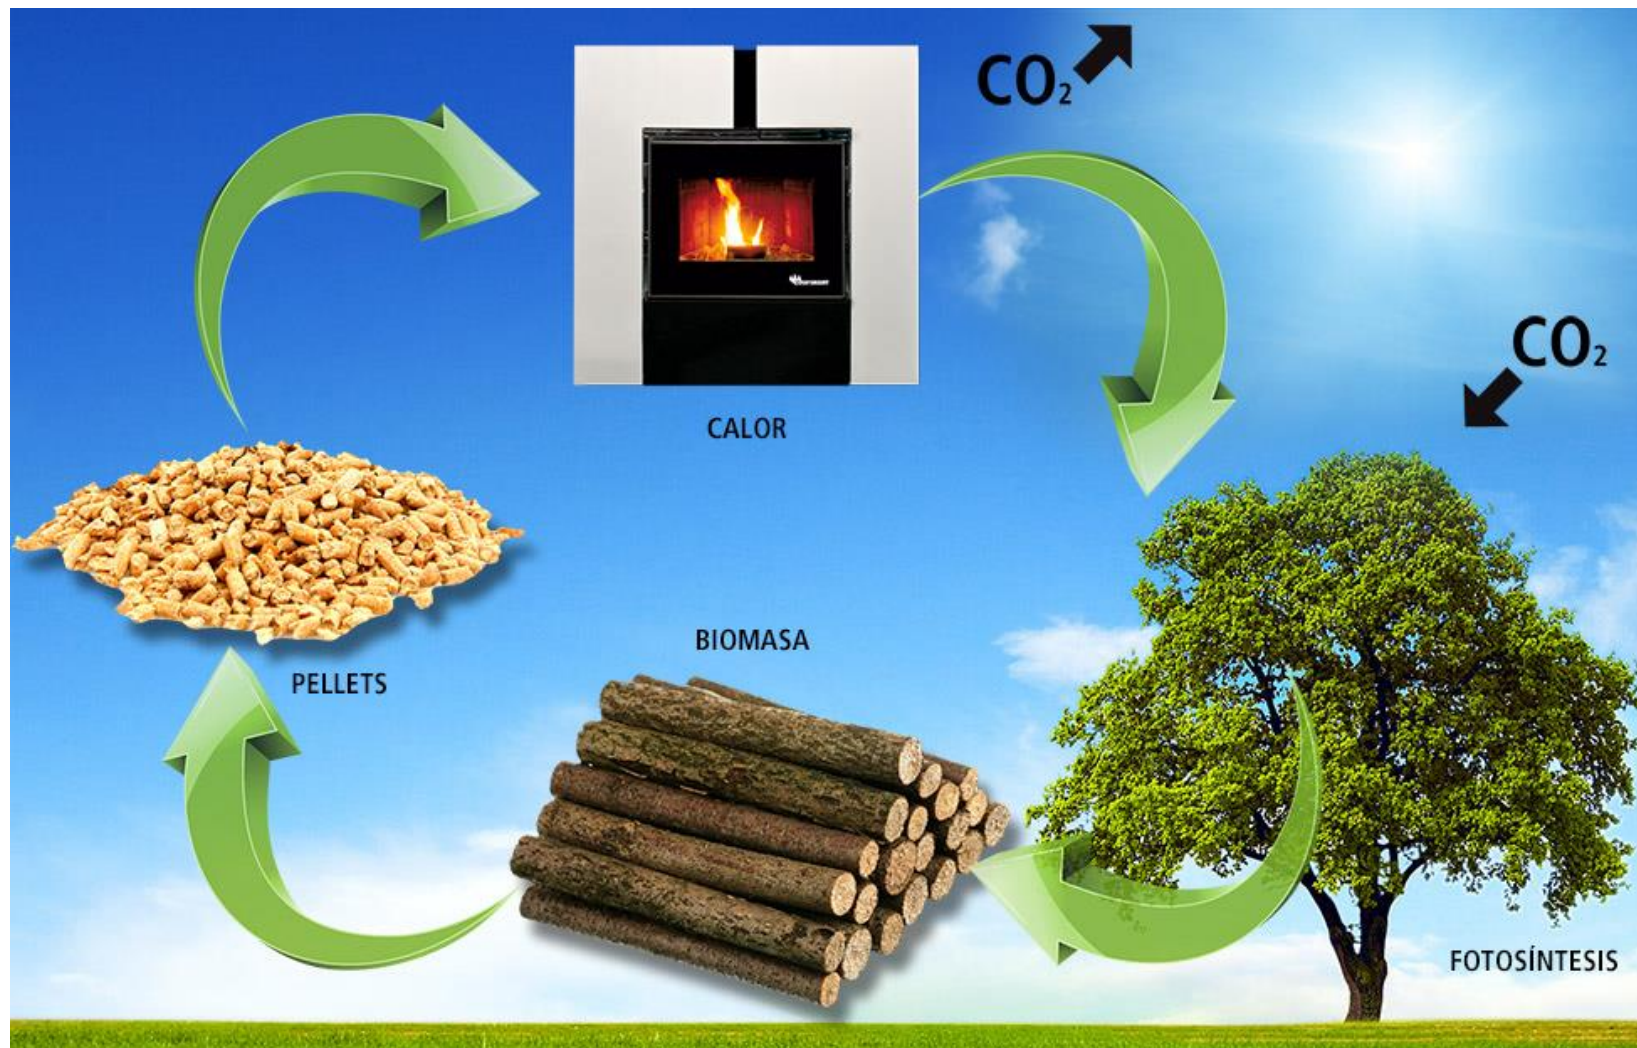 CO₂
CALOR
CO₂
BIOMASA
PELLETS
FOTOSÍNTESIS